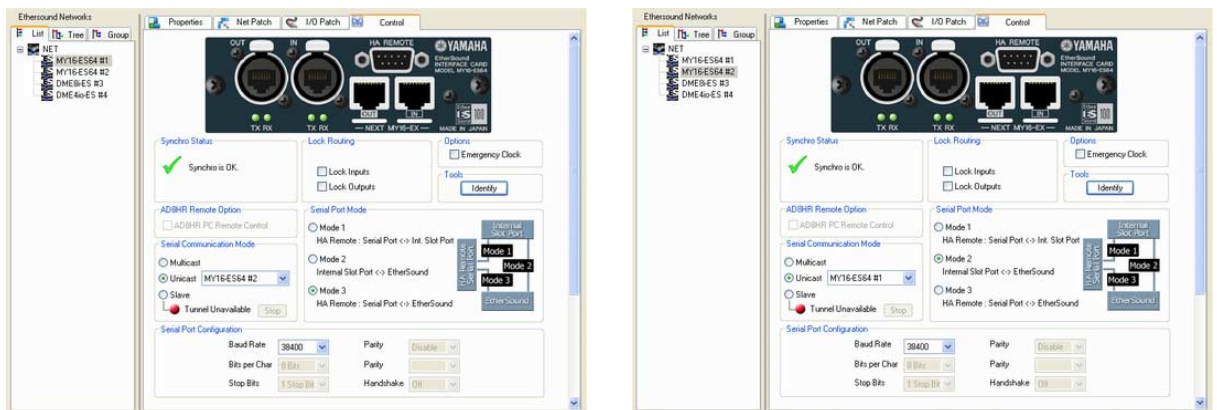 Ethersound Networks
List Tree Group
NET
MY16-ES64 #1
MY16-ES64 #2
DME8i-ES #3
DME4io-ES #4
Properties Net Patch I/O Patch Control
OUT IN HA REMOTE YAMAHA
EtherSound
INTERFACE CARD
MODEL MY16-ES64
OUT IN
TX RX TX RX — NEXT MY16-EX — MADE IN JAPAN
Synchro Status
Synchro is OK.
Lock Routing
Lock Inputs
Lock Outputs
Options
Emergency Clock
Tools
Identify
AD8HR Remote Option
AD8HR PC Remote Control
Serial Communication Mode
Multicast
Unicast MY16-ES64 #2
Slave
Tunnel Unavailable Stop
Serial Port Mode
Mode 1
HA Remote : Serial Port <-> Int. Slot Port
Mode 2
Internal Slot Port <-> EtherSound
Mode 3
HA Remote : Serial Port <-> EtherSound
Internal
Slot Port
HA Remote
Serial Port
Mode 1
Mode 2
Mode 3
EtherSound
Serial Port Configuration
Baud Rate 38400 Parity Disable
Bits per Char 8 Bits Parity
Stop Bits 1 Stop Bit Handshake Off
Ethersound Networks
List Tree Group
NET
MY16-ES64 #1
MY16-ES64 #2
DME8i-ES #3
DME4io-ES #4
Properties Net Patch I/O Patch Control
OUT IN HA REMOTE YAMAHA
EtherSound
INTERFACE CARD
MODEL MY16-ES64
OUT IN
TX RX TX RX — NEXT MY16-EX — MADE IN JAPAN
Synchro Status
Synchro is OK.
Lock Routing
Lock Inputs
Lock Outputs
Options
Emergency Clock
Tools
Identify
AD8HR Remote Option
AD8HR PC Remote Control
Serial Communication Mode
Multicast
Unicast MY16-ES64 #1
Slave
Tunnel Unavailable Stop
Serial Port Mode
Mode 1
HA Remote : Serial Port <-> Int. Slot Port
Mode 2
Internal Slot Port <-> EtherSound
Mode 3
HA Remote : Serial Port <-> EtherSound
Internal
Slot Port
HA Remote
Serial Port
Mode 1
Mode 2
Mode 3
EtherSound
Serial Port Configuration
Baud Rate 38400 Parity Disable
Bits per Char 8 Bits Parity
Stop Bits 1 Stop Bit Handshake Off